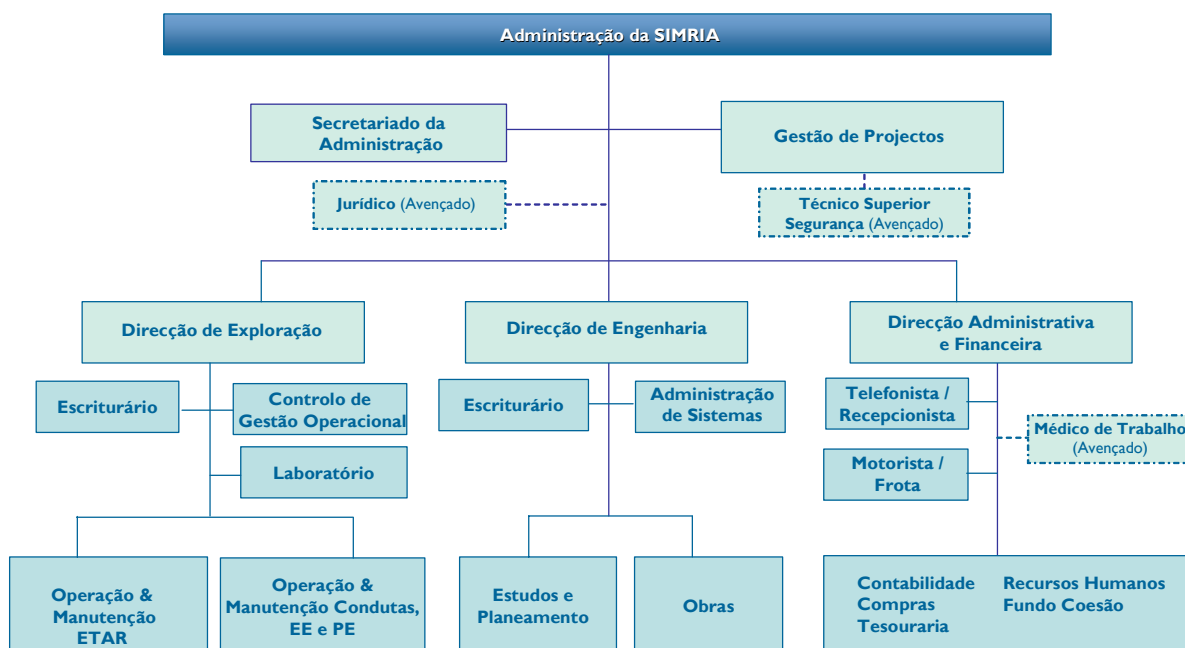 Administração da SIMRIA
Secretariado da
Administração
Gestão de Projectos
Jurídico (Avençado)
Técnico Superior
Segurança (Avençado)
Direcção de Exploração
Direcção de Engenharia
Direcção Administrativa
e Financeira
Escriturário
Controlo de
Gestão Operacional
Laboratório
Escriturário
Administração
de Sistemas
Telefonista /
Recepcionista
Médico de Trabalho
(Avençado)
Motorista /
Frota
Operação &
Manutenção
ETAR
Operação &
Manutenção Condutas,
EE e PE
Estudos e
Planeamento
Obras
Contabilidade
Compras
Tesouraria
Recursos Humanos
Fundo Coesão